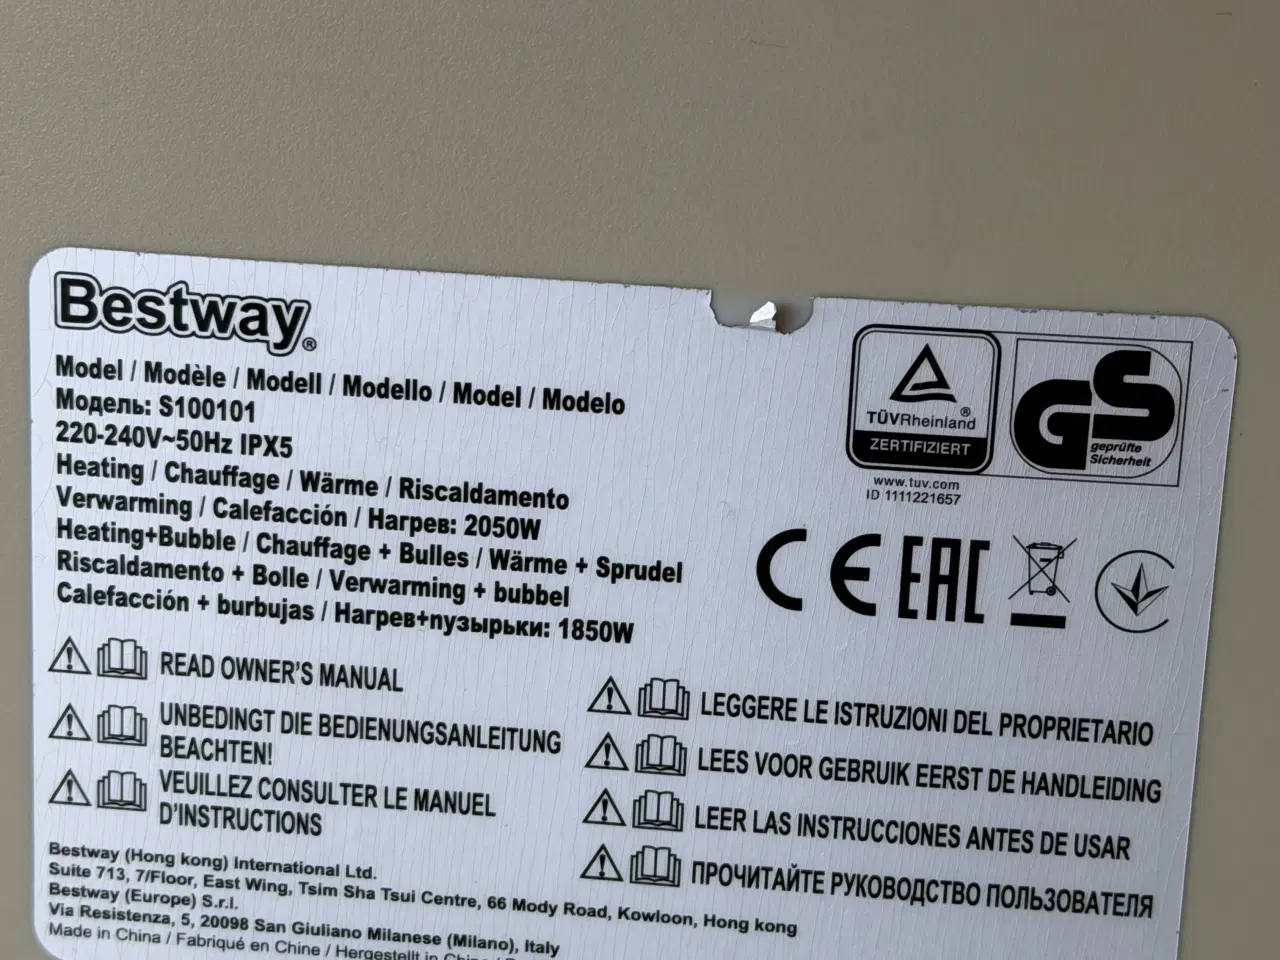 Bestway®
Model / Modèle / Modell / Modello / Model / Modelo
Модель: S100101
220-240V~50Hz IPX5
Heating / Chauffage / Wärme / Riscaldamento
Verwarming / Calefacción / Нагрев: 2050W
Heating+Bubble / Chauffage + Bulles / Wärme + Sprudel
Riscaldamento + Bolle / Verwarming + bubbel
Calefacción + burbujas / Нагрев+пузырьки: 1850W
TÜVRheinland®
ZERTIFIZIERT
GS
geprüfte
Sicherheit
www.tuv.com
ID 1111221657
CE EAC
READ OWNER'S MANUAL
UNBEDINGT DIE BEDIENUNGSANLEITUNG
BEACHTEN!
VEUILLEZ CONSULTER LE MANUEL
D'INSTRUCTIONS
LEGGERE LE ISTRUZIONI DEL PROPRIETARIO
LEES VOOR GEBRUIK EERST DE HANDLEIDING
LEER LAS INSTRUCCIONES ANTES DE USAR
ПРОЧИТАЙТЕ РУКОВОДСТВО ПОЛЬЗОВАТЕЛЯ
Bestway (Hong kong) International Ltd.
Suite 713, 7/Floor, East Wing, Tsim Sha Tsui Centre, 66 Mody Road, Kowloon, Hong kong
Bestway (Europe) S.r.l.
Via Resistenza, 5, 20098 San Giuliano Milanese (Milano), Italy
Made in China / Fabriqué en Chine / Hergestellt in